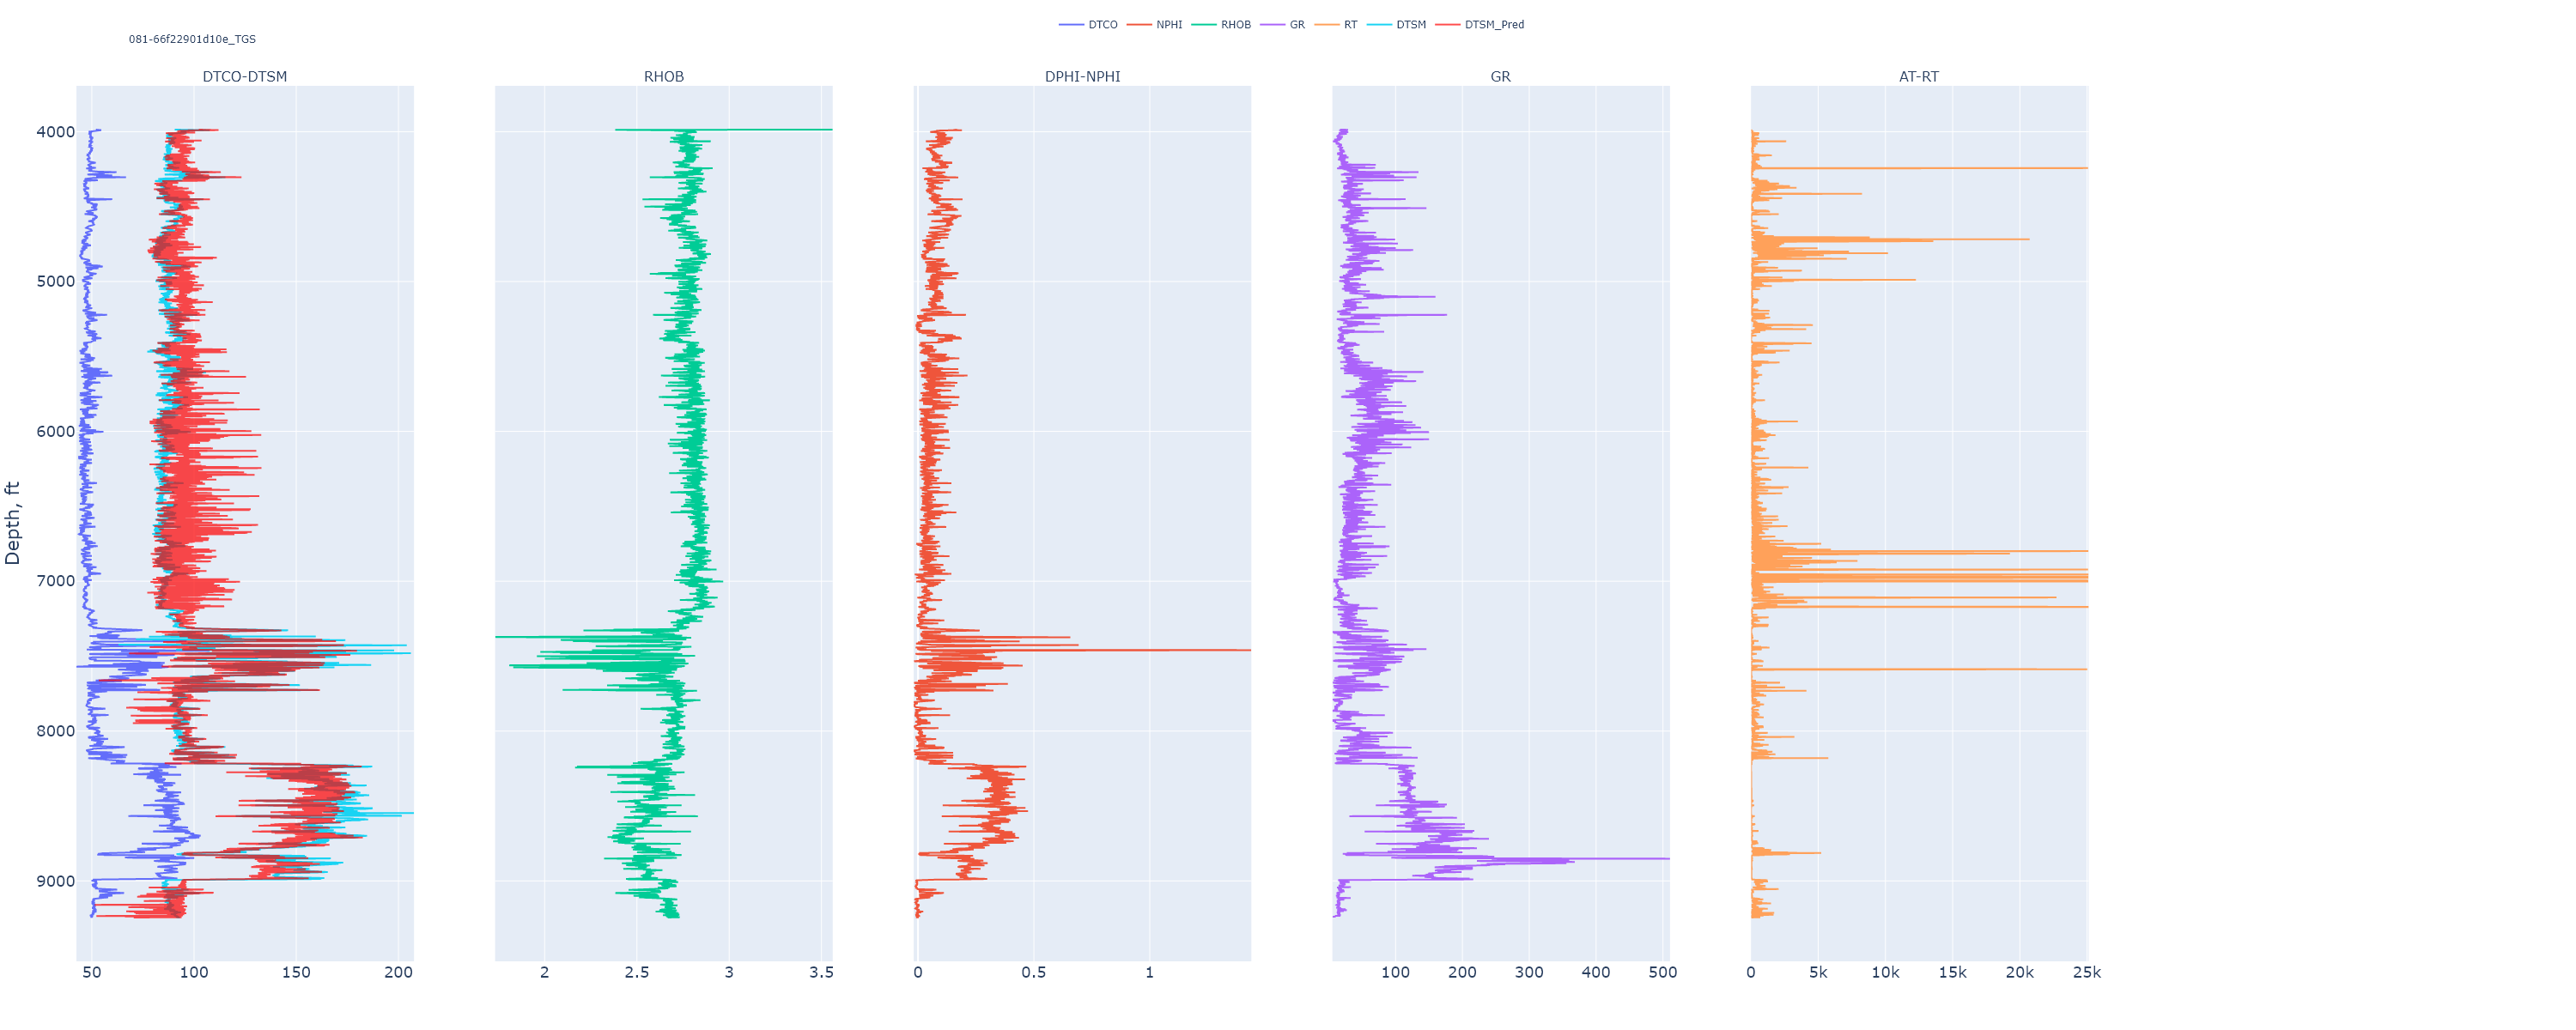 DTCO NPHI RHOB GR RT DTSM DTSM_Pred
081-66f22901d10e_TGS
DTCO-DTSM RHOB DPHI-NPHI GR AT-RT
Depth, ft
4000
5000
6000
7000
8000
9000
50 100 150 200 2 2.5 3 3.5 0 0.5 1 100 200 300 400 500 0 5k 10k 15k 20k 25k